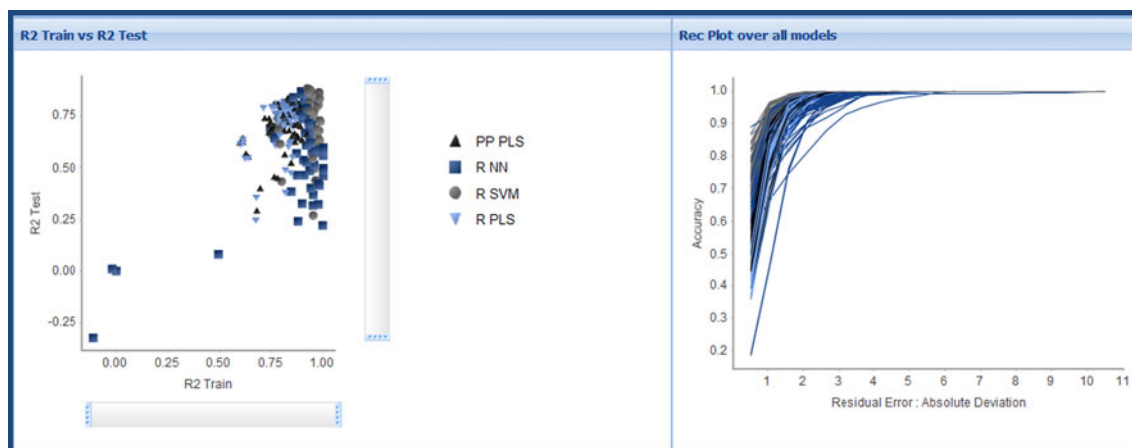 R2 Train vs R2 Test
R2 Test
0.75
0.50
0.25
0.00
-0.25
0.00 0.25 0.50 0.75 1.00
R2 Train
PP PLS
R NN
R SVM
R PLS
Rec Plot over all models
Accuracy
1.0
0.9
0.8
0.7
0.6
0.5
0.4
0.3
0.2
1 2 3 4 5 6 7 8 9 10 11
Residual Error : Absolute Deviation